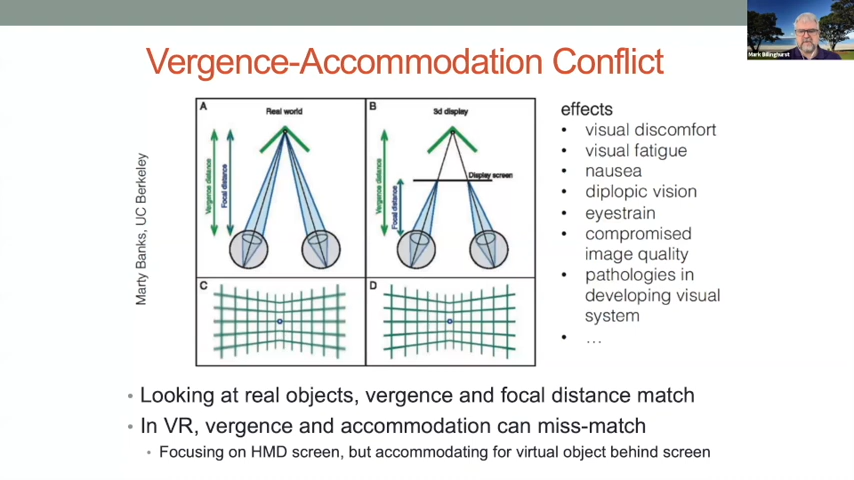 Mark Billinghurst
Vergence-Accommodation Conflict
Marty Banks, UC Berkeley
A
Real world
Vergence distance
Focal distance
B
3d display
Display screen
Vergence distance
Focal distance
C
D
effects
• visual discomfort
• visual fatigue
• nausea
• diplopic vision
• eyestrain
• compromised
image quality
• pathologies in
developing visual
system
• …
• Looking at real objects, vergence and focal distance match
• In VR, vergence and accommodation can miss-match
• Focusing on HMD screen, but accommodating for virtual object behind screen